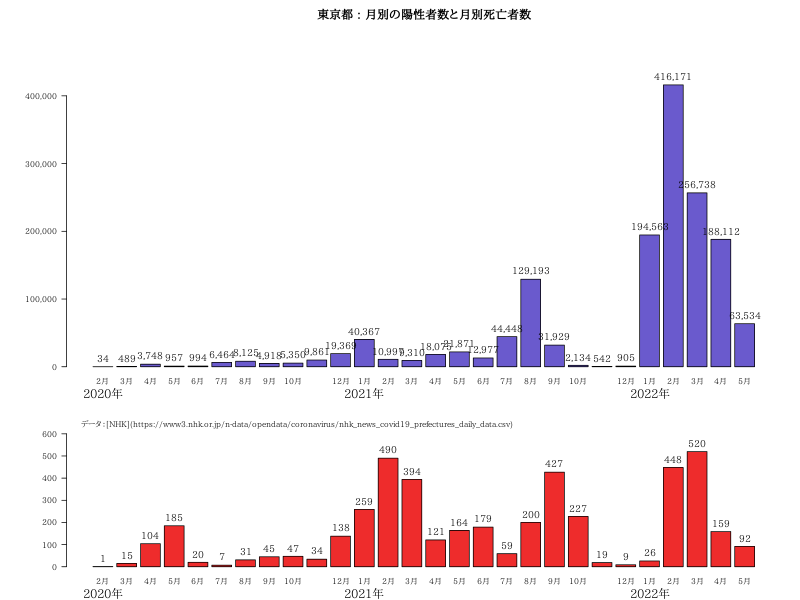 東京都：月別の陽性者数と月別死亡者数
416,171
400,000
300,000
256,738
200,000
194,563
188,112
129,193
100,000
63,534
44,448
40,367
31,929
34 489 3,748 957 994 6,464 8,125 4,918 5,350 9,861 19,369 10,997 9,310 18,075 21,871 12,977 2,134 542 905
0
2月 3月 4月 5月 6月 7月 8月 9月 10月 12月 1月 2月 3月 4月 5月 6月 7月 8月 9月 10月 12月 1月 2月 3月 4月 5月
2020年 2021年 2022年
データ：[NHK](https://www3.nhk.or.jp/n-data/opendata/coronavirus/nhk_news_covid19_prefectures_daily_data.csv)
600
500
400
300
200
100
0
1 15 104 185 20 7 31 45 47 34 138 259 490 394 121 164 179 59 200 427 227 19 9 26 448 520 159 92
2月 3月 4月 5月 6月 7月 8月 9月 10月 12月 1月 2月 3月 4月 5月 6月 7月 8月 9月 10月 12月 1月 2月 3月 4月 5月
2020年 2021年 2022年